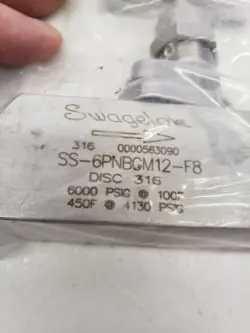 Swagelok
316 0000563090
SS-6PNBGM12-F8
DISC 316
6000 PSIG @ 100F
450F @ 4130 PSIG